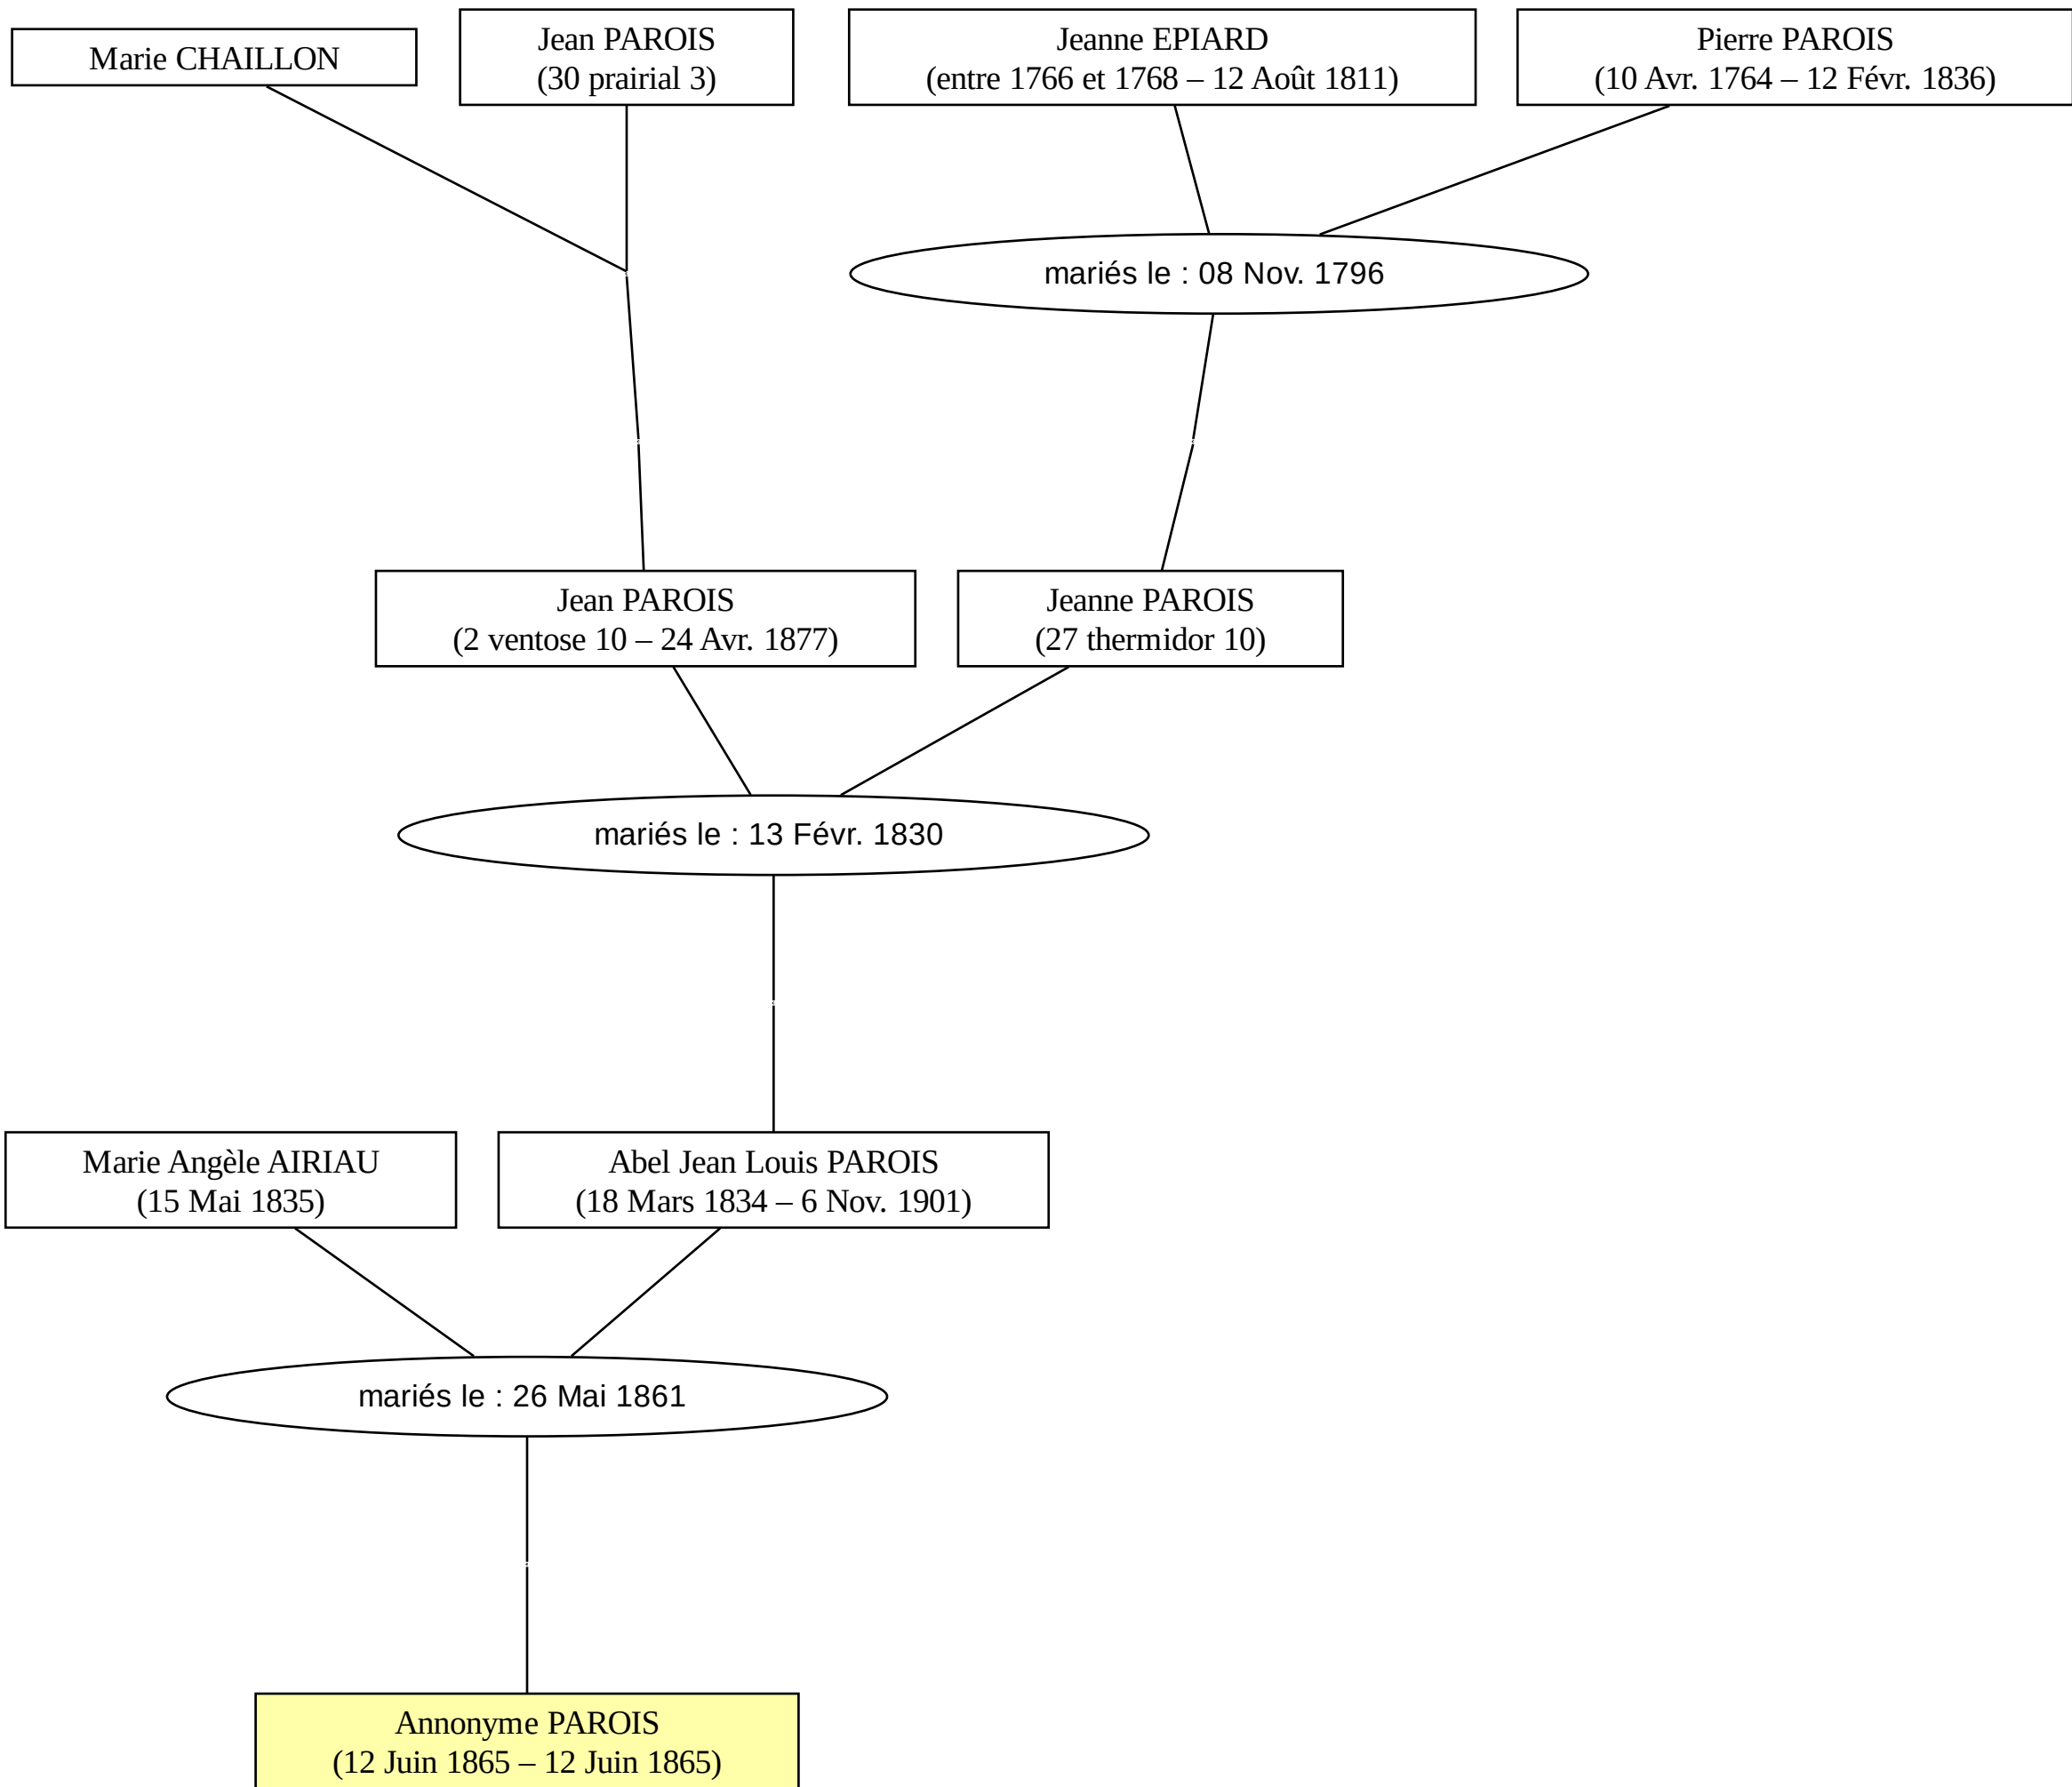 Marie CHAILLON
Jean PAROIS
(30 prairial 3)
Jeanne EPIARD
(entre 1766 et 1768 – 12 Août 1811)
Pierre PAROIS
(10 Avr. 1764 – 12 Févr. 1836)
mariés le : 08 Nov. 1796
Jean PAROIS
(2 ventose 10 – 24 Avr. 1877)
Jeanne PAROIS
(27 thermidor 10)
mariés le : 13 Févr. 1830
Marie Angèle AIRIAU
(15 Mai 1835)
Abel Jean Louis PAROIS
(18 Mars 1834 – 6 Nov. 1901)
mariés le : 26 Mai 1861
Annonyme PAROIS
(12 Juin 1865 – 12 Juin 1865)